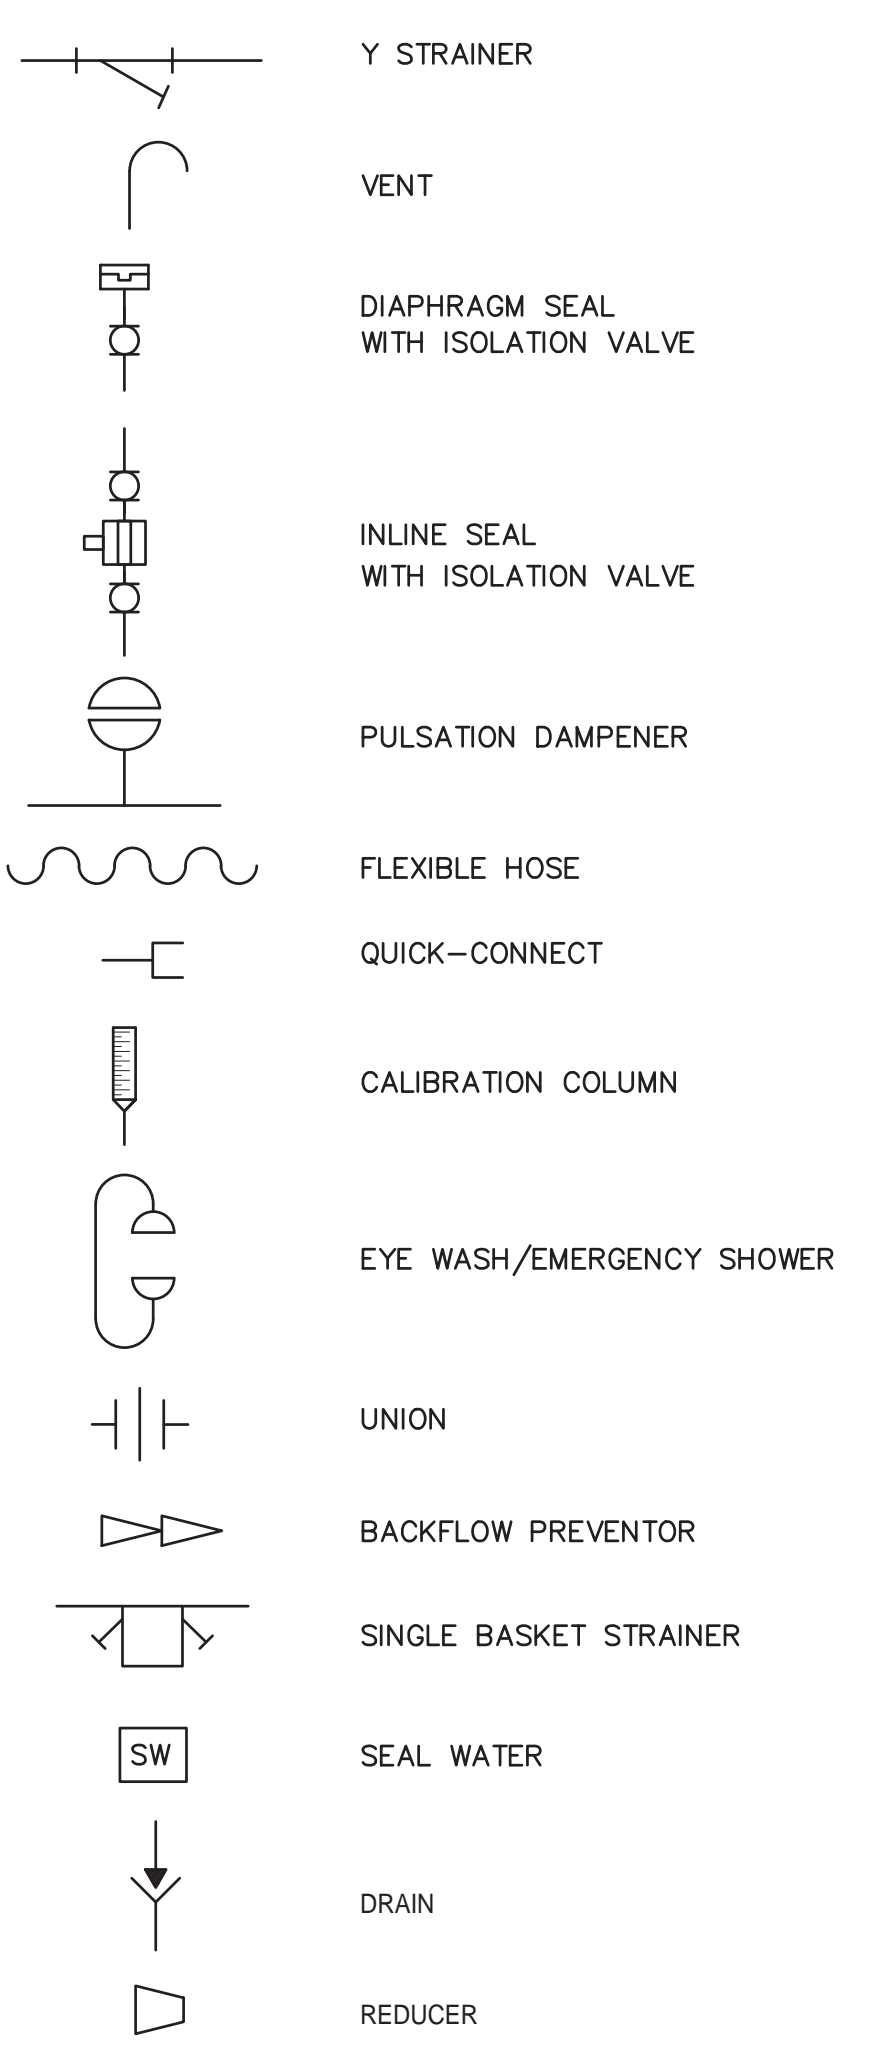 Y STRAINER
VENT
DIAPHRAGM SEAL
WITH ISOLATION VALVE
INLINE SEAL
WITH ISOLATION VALVE
PULSATION DAMPENER
FLEXIBLE HOSE
QUICK-CONNECT
CALIBRATION COLUMN
EYE WASH/EMERGENCY SHOWER
UNION
BACKFLOW PREVENTOR
SINGLE BASKET STRAINER
SW SEAL WATER
DRAIN
REDUCER